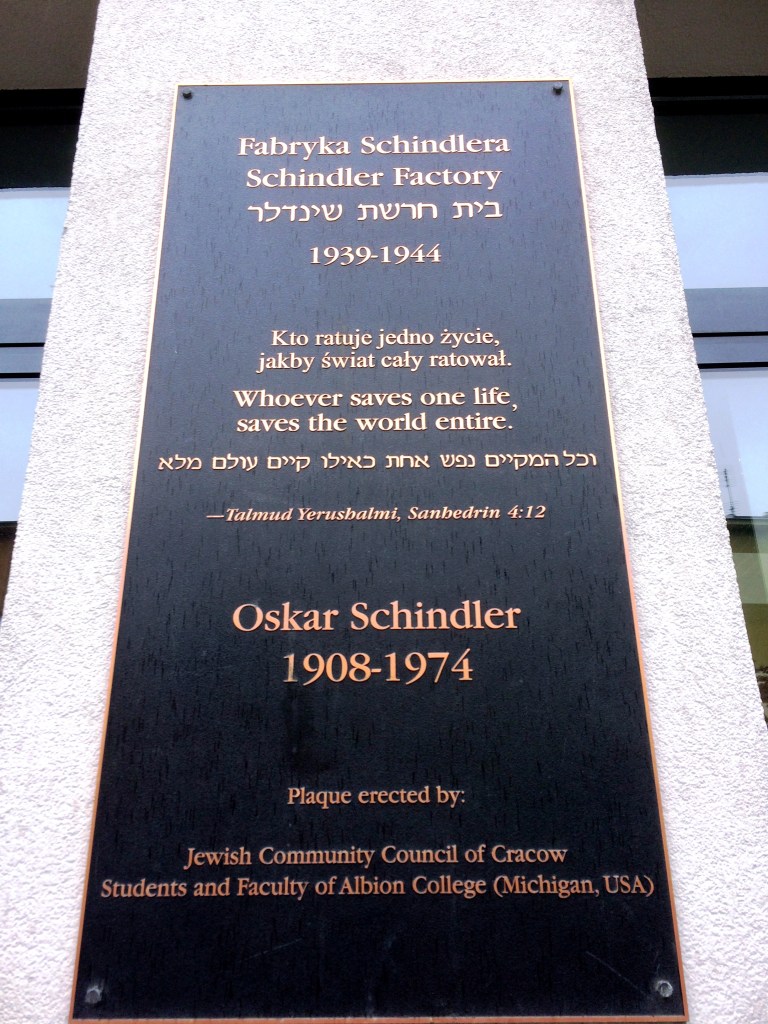 Fabryka Schindlera
Schindler Factory
בית חרשת שינדלר
1939-1944
Kto ratuje jedno życie,
jakby świat cały ratował.
Whoever saves one life,
saves the world entire.
וכל המקיים נפש אחת כאילו קיים עולם מלא
—Talmud Yerushalmi, Sanhedrin 4:12
Oskar Schindler
1908-1974
Plaque erected by:
Jewish Community Council of Cracow
Students and Faculty of Albion College (Michigan, USA)